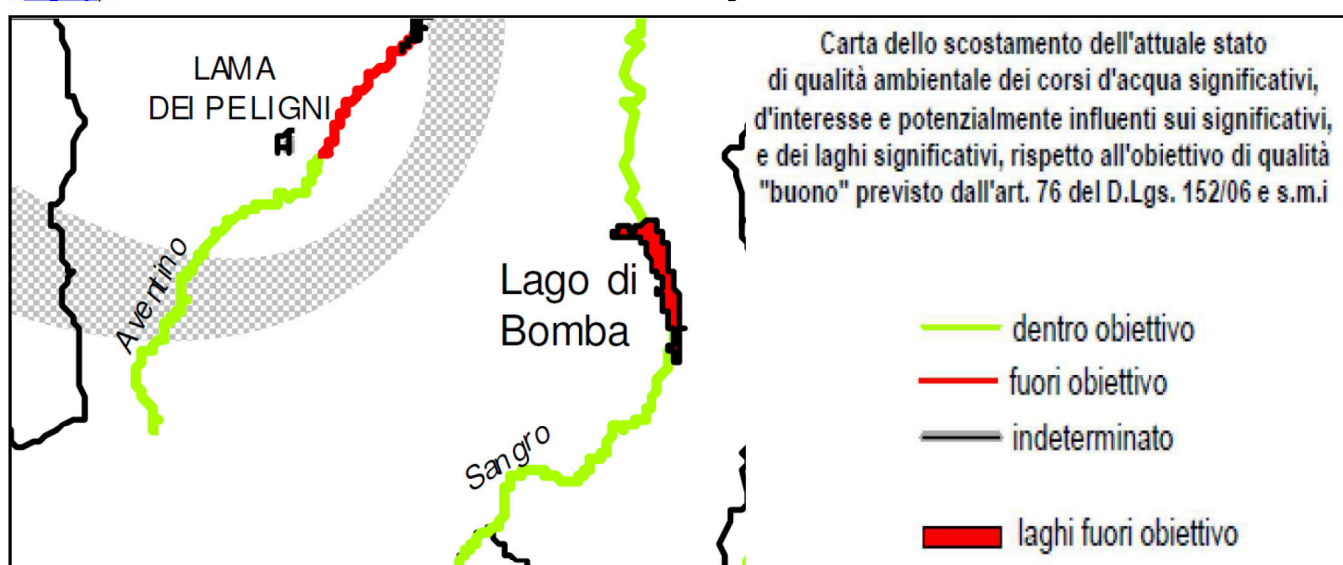 LAMA
DEI PELIGNI
Aventino
Lago di
Bomba
Sangro
Carta dello scostamento dell'attuale stato
di qualità ambientale dei corsi d'acqua significativi,
d'interesse e potenzialmente influenti sui significativi,
e dei laghi significativi, rispetto all'obiettivo di qualità
"buono" previsto dall'art. 76 del D.Lgs. 152/06 e s.m.i
dentro obiettivo
fuori obiettivo
indeterminato
laghi fuori obiettivo